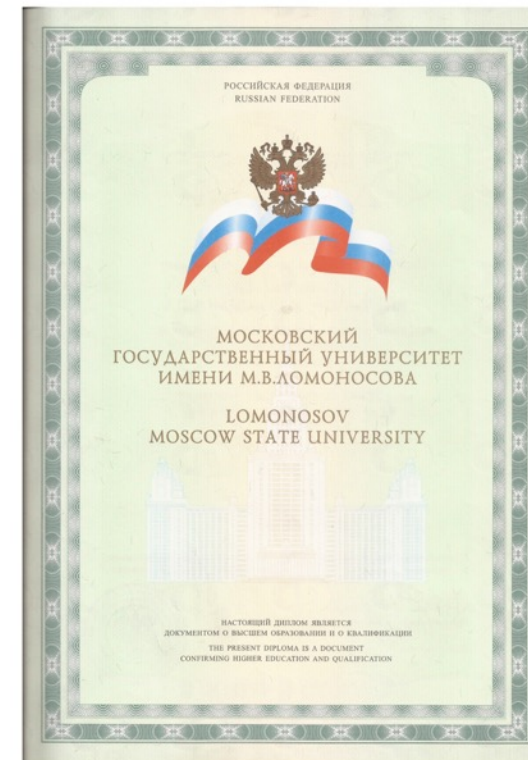 РОССИЙСКАЯ ФЕДЕРАЦИЯ
RUSSIAN FEDERATION
МОСКОВСКИЙ
ГОСУДАРСТВЕННЫЙ УНИВЕРСИТЕТ
ИМЕНИ М.В.ЛОМОНОСОВА
LOMONOSOV
MOSCOW STATE UNIVERSITY
НАСТОЯЩИЙ ДИПЛОМ ЯВЛЯЕТСЯ
ДОКУМЕНТОМ О ВЫСШЕМ ОБРАЗОВАНИИ И О КВАЛИФИКАЦИИ
THE PRESENT DIPLOMA IS A DOCUMENT
CONFIRMING HIGHER EDUCATION AND QUALIFICATION